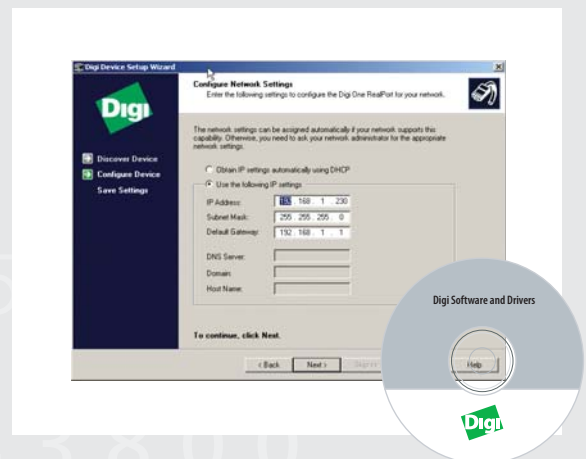 Digi Device Setup Wizard
Configure Network Settings
Enter the following settings to configure the Digi One RealPort for your network.
Digi
The network settings can be assigned automatically if your network supports this
capability. Otherwise, you need to ask your network administrator for the appropriate
network settings.
Discover Device
Configure Device
Save Settings
Obtain IP settings automatically using DHCP
Use the following IP settings
IP Address: 192 . 168 . 1 . 230
Subnet Mask: 255 . 255 . 255 . 0
Default Gateway: 192 . 168 . 1 . 1
DNS Server:
Domain:
Host Name:
To continue, click Next.
< Back Next > Help
Digi Software and Drivers
Digi
3 8 0 0